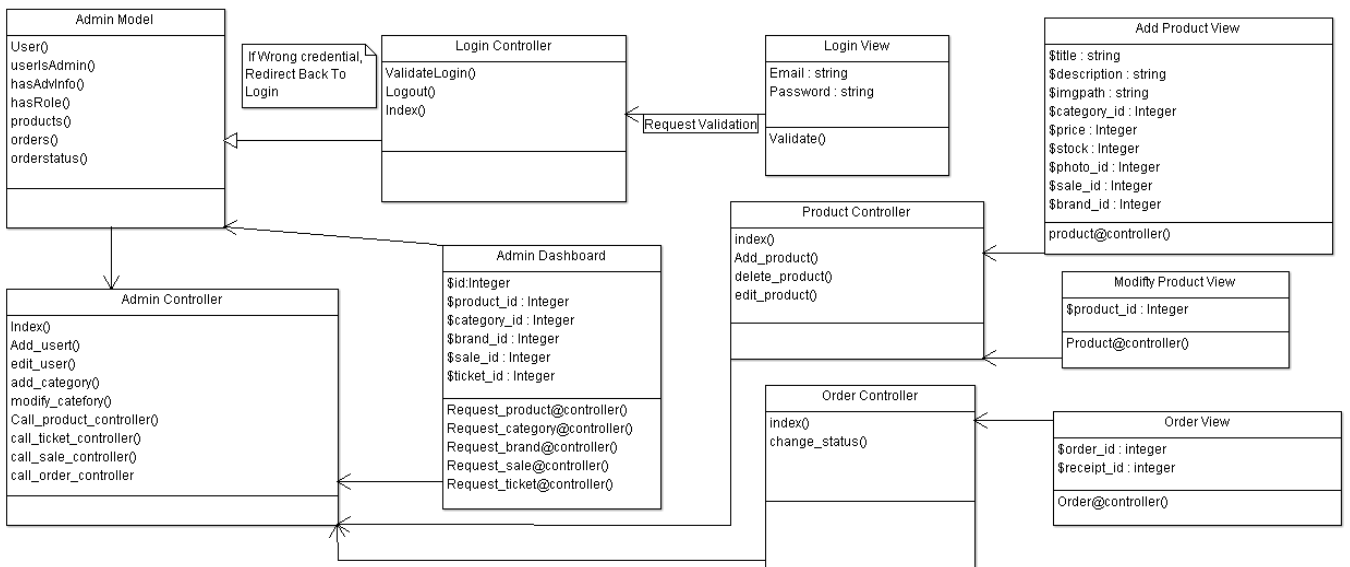 Admin Model
User()
userIsAdmin()
hasAdvInfo()
hasRole()
products()
orders()
orderstatus()
If Wrong credential,
Redirect Back To
Login
Login Controller
ValidateLogin()
Logout()
Index()
Request Validation
Login View
Email : string
Password : string
Validate()
Add Product View
$title : string
$description : string
$imgpath : string
$category_id : Integer
$price : Integer
$stock : Integer
$photo_id : Integer
$sale_id : Integer
$brand_id : Integer
product@controller()
Product Controller
index()
Add_product()
delete_product()
edit_product()
Modifty Product View
$product_id : Integer
Product@controller()
Admin Controller
Index()
Add_usert()
edit_user()
add_category()
modify_catefory()
Call_product_controller()
call_ticket_controller()
call_sale_controller()
call_order_controller
Admin Dashboard
$id:Integer
$product_id : Integer
$category_id : Integer
$brand_id : Integer
$sale_id : Integer
$ticket_id : Integer
Request_product@controller()
Request_category@controller()
Request_brand@controller()
Request_sale@controller()
Request_ticket@controller()
Order Controller
index()
change_status()
Order View
$order_id : integer
$receipt_id : integer
Order@controller()